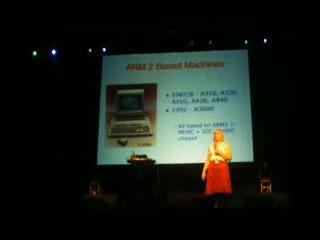 ARM 2 Based Machines
• 1987/8 - A310, A320,
A410, A420, A440
• 1992 - A3000
- All based on ARM2 +
MEMC + IOC + VIDC
chipset